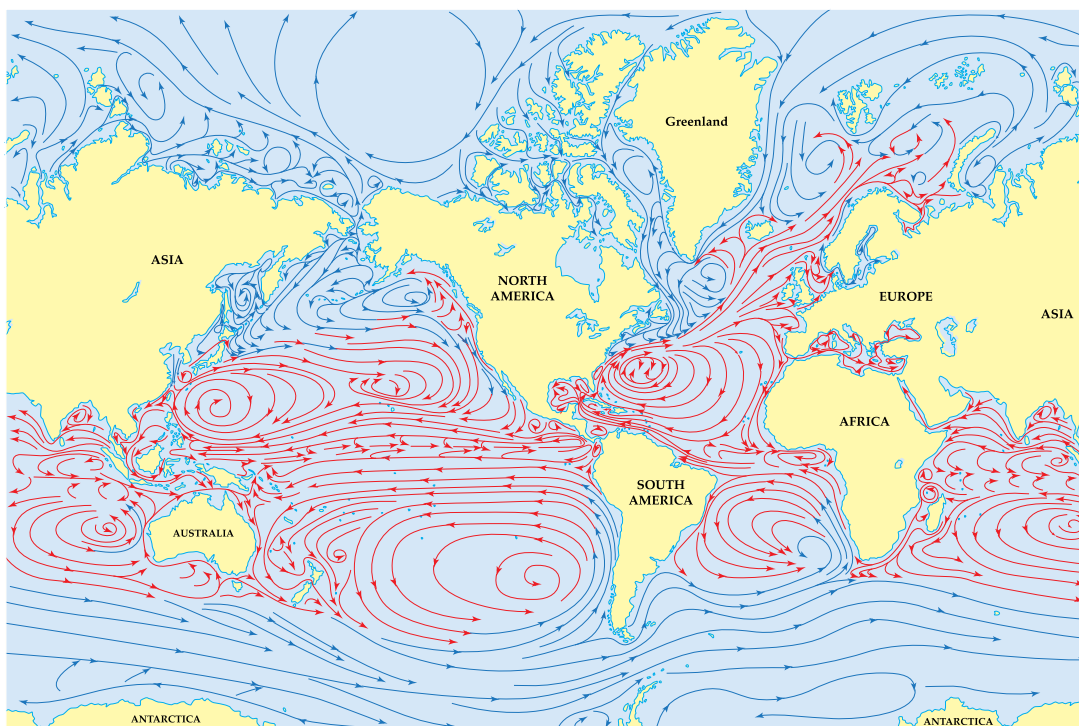 Greenland
ASIA
NORTH
AMERICA
EUROPE
ASIA
AFRICA
SOUTH
AMERICA
AUSTRALIA
ANTARCTICA
ANTARCTICA